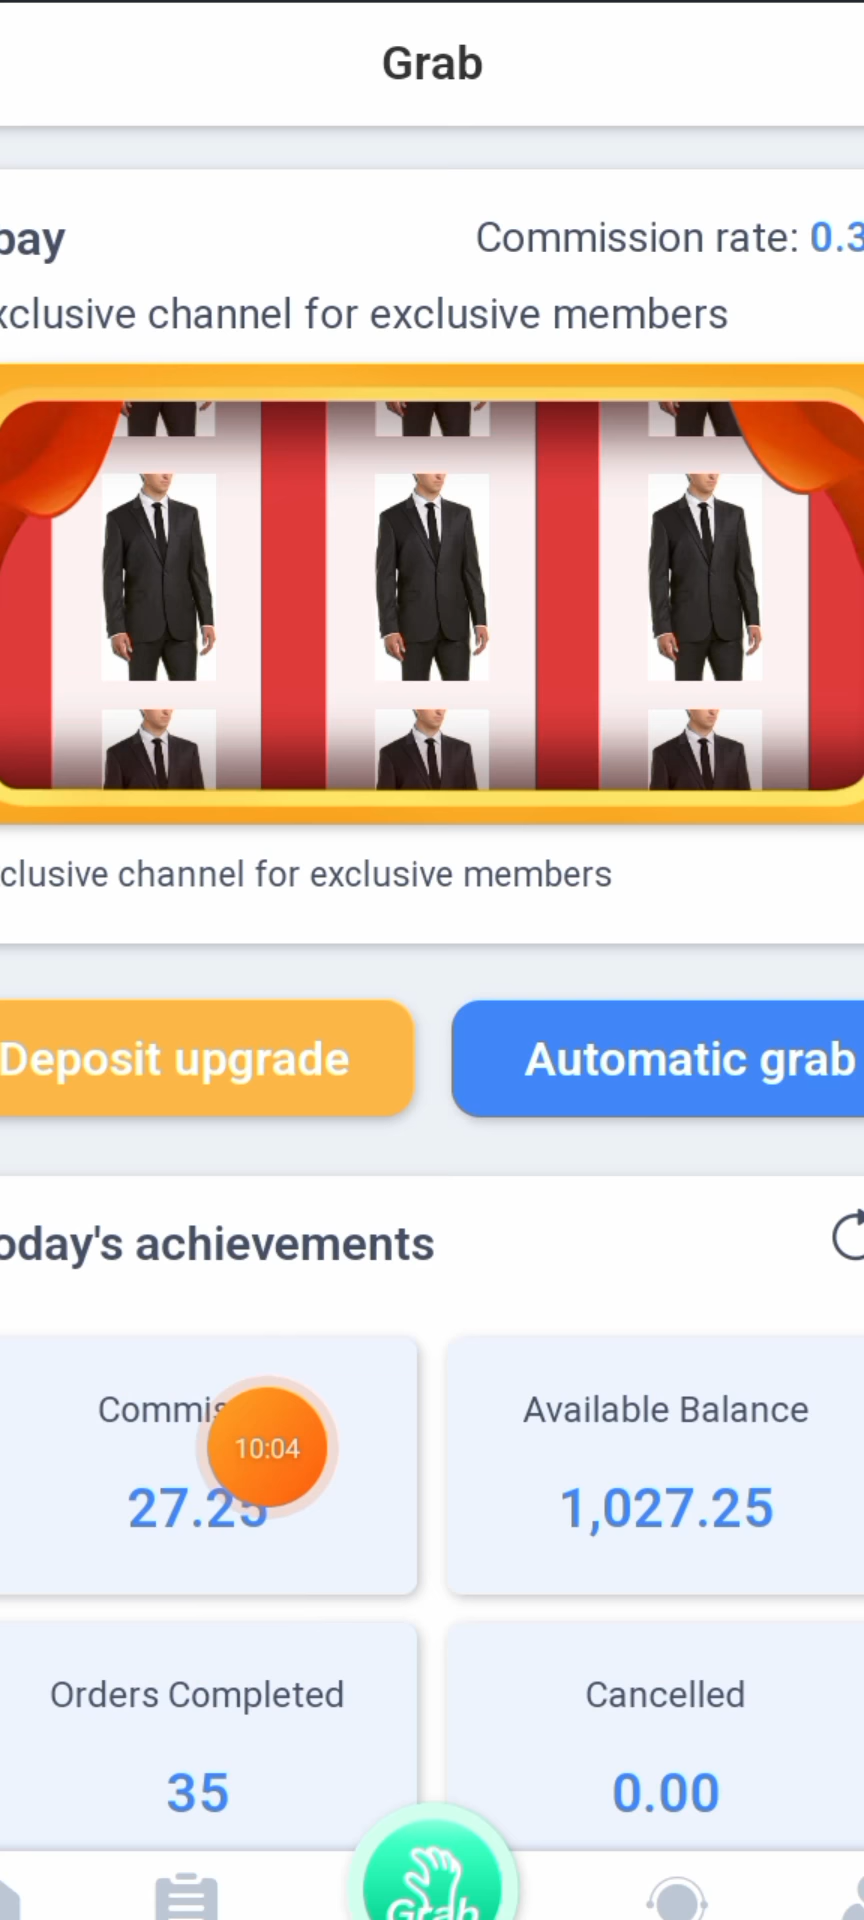 Grab
pay
Commission rate: 0.3
xclusive channel for exclusive members
clusive channel for exclusive members
Deposit upgrade
Automatic grab
oday's achievements
Commis
Available Balance
10:04
27.25
1,027.25
Orders Completed
Cancelled
35
0.00
Grab